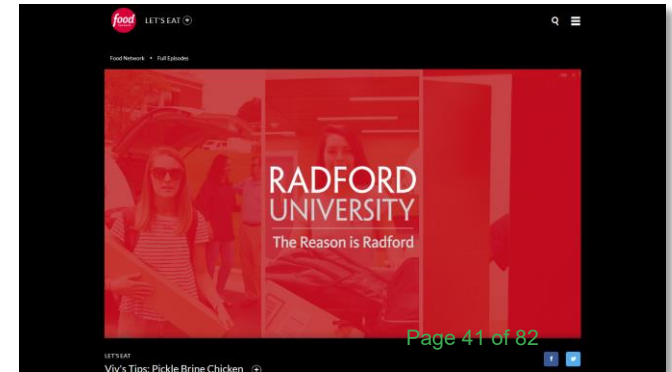 food
network
LET'S EAT
Food Network • Full Episodes
RADFORD
UNIVERSITY
The Reason is Radford
Page 41 of 82
LET'S EAT
Viv's Tips: Pickle Brine Chicken